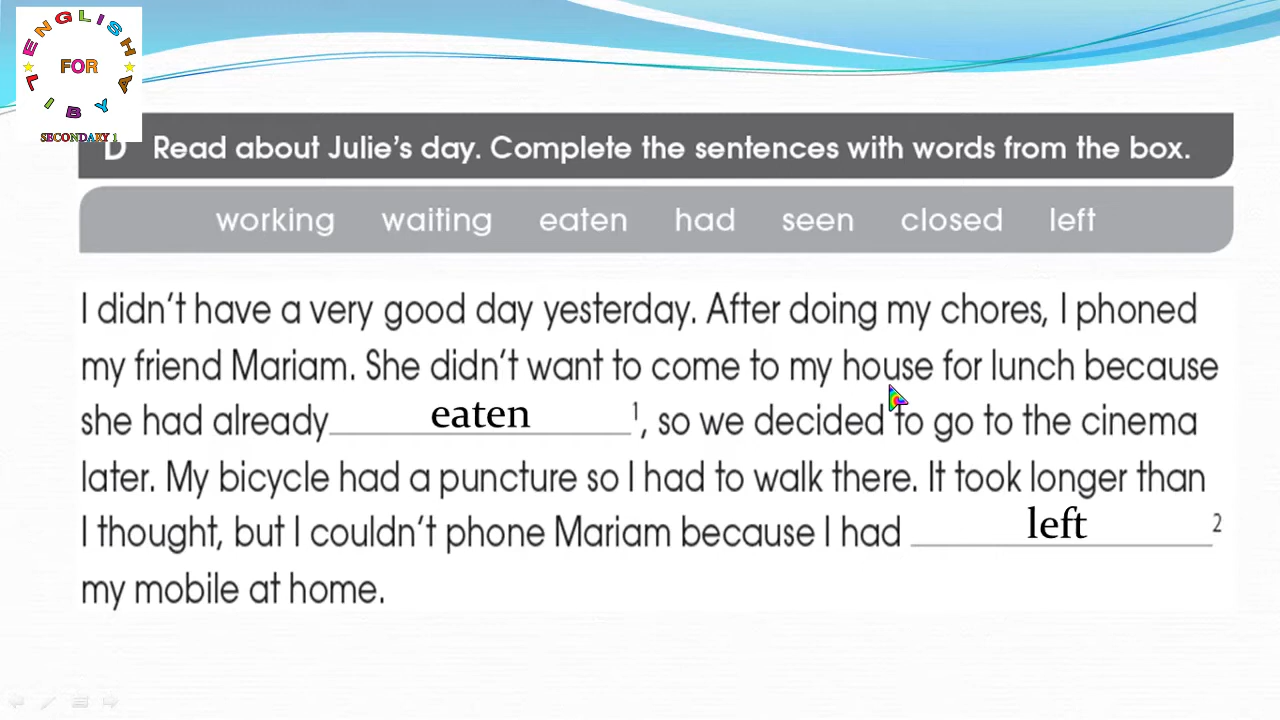 ENGLISH
FOR
LIBYA
SECONDARY 1
D Read about Julie's day. Complete the sentences with words from the box.
working waiting eaten had seen closed left
I didn't have a very good day yesterday. After doing my chores, I phoned
my friend Mariam. She didn't want to come to my house for lunch because
she had already eaten 1, so we decided to go to the cinema
later. My bicycle had a puncture so I had to walk there. It took longer than
I thought, but I couldn't phone Mariam because I had left 2
my mobile at home.